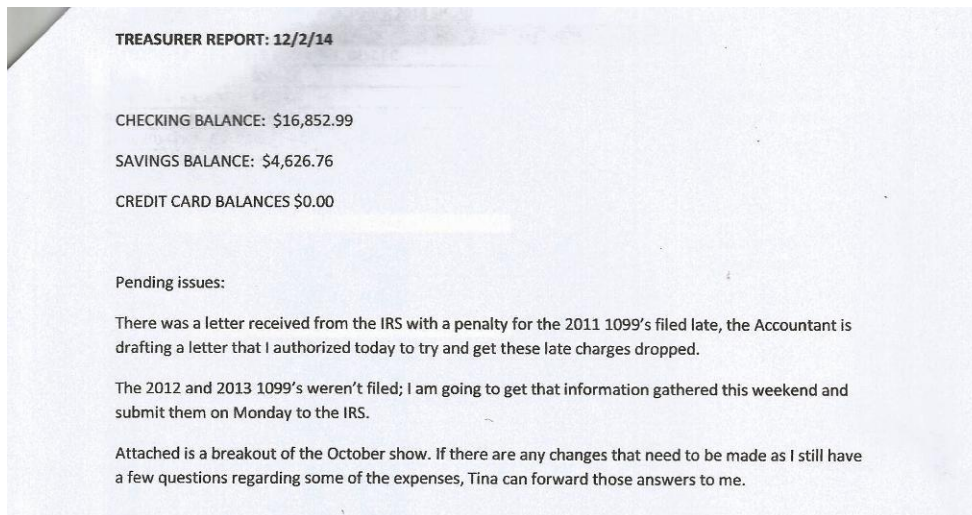 TREASURER REPORT: 12/2/14
CHECKING BALANCE: $16,852.99
SAVINGS BALANCE: $4,626.76
CREDIT CARD BALANCES $0.00
Pending issues:
There was a letter received from the IRS with a penalty for the 2011 1099's filed late, the Accountant is
drafting a letter that I authorized today to try and get these late charges dropped.
The 2012 and 2013 1099's weren't filed; I am going to get that information gathered this weekend and
submit them on Monday to the IRS.
Attached is a breakout of the October show. If there are any changes that need to be made as I still have
a few questions regarding some of the expenses, Tina can forward those answers to me.